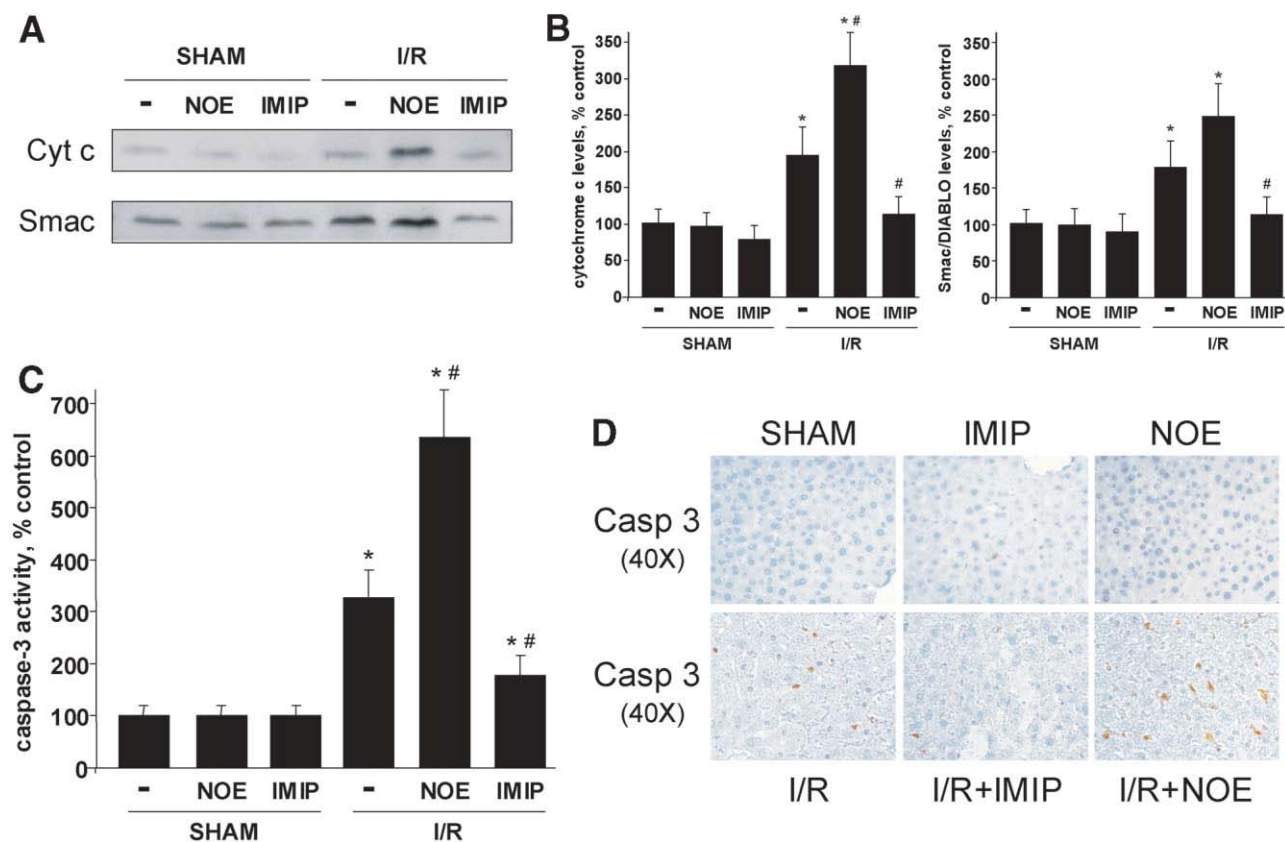 A
SHAM I/R
- NOE IMIP - NOE IMIP
Cyt c
Smac
B
cytochrome c levels, % control
350
300
250
200
150
100
50
0
* * # #
- NOE IMIP - NOE IMIP
SHAM I/R
Smac/DIABLO levels, % control
350
300
250
200
150
100
50
0
* * #
- NOE IMIP - NOE IMIP
SHAM I/R
C
caspase-3 activity, % control
700
600
500
400
300
200
100
0
* * # * #
- NOE IMIP - NOE IMIP
SHAM I/R
D
SHAM IMIP NOE
Casp 3
(40X)
Casp 3
(40X)
I/R I/R+IMIP I/R+NOE